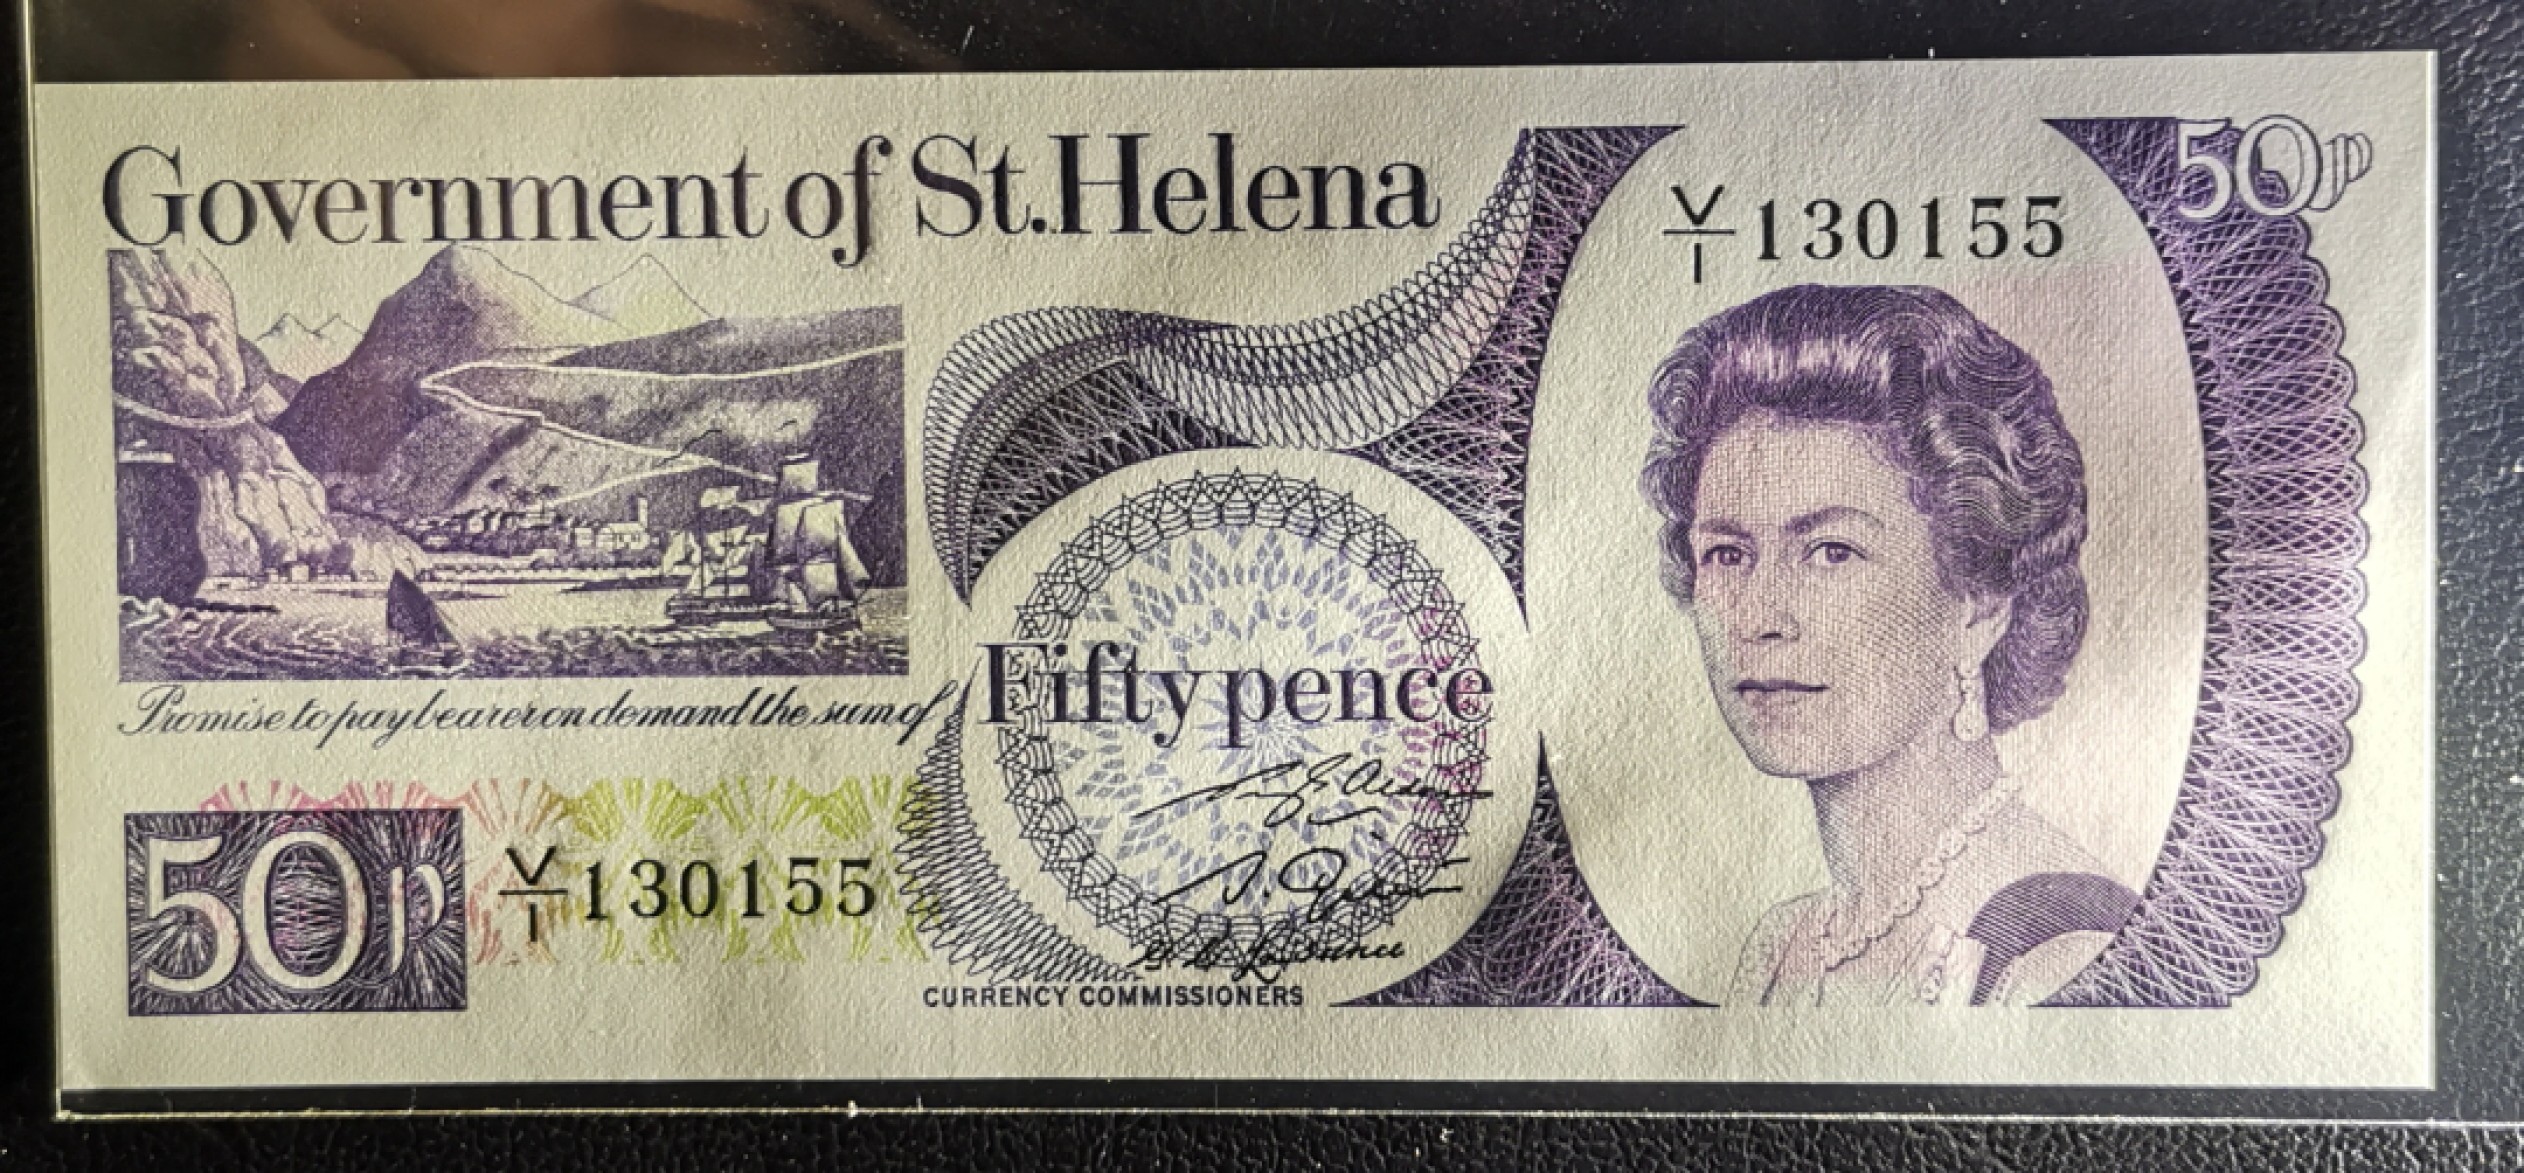 Government of St. Helena
50p
V/1 130155
Promise to pay bearer on demand the sum of
Fifty pence
50p
V/1 130155
CURRENCY COMMISSIONERS